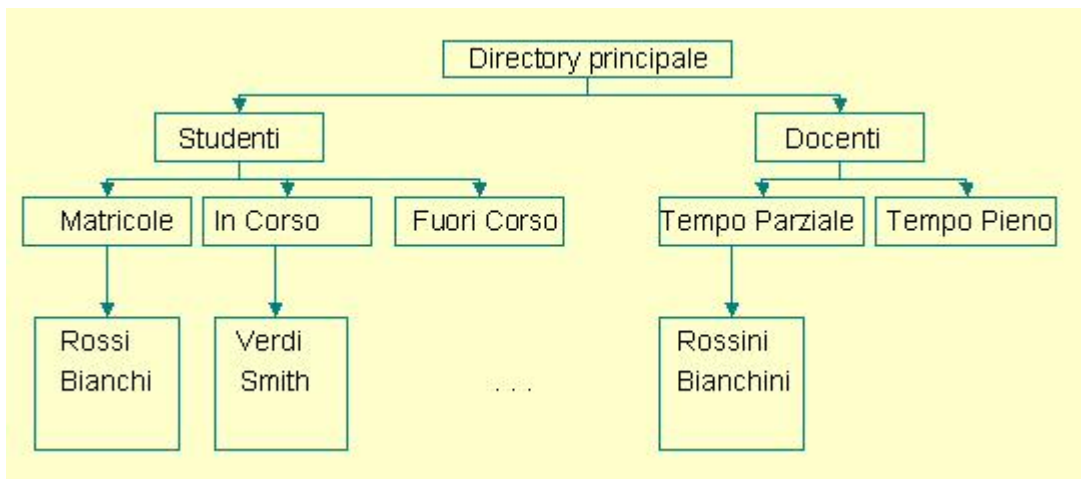 Directory principale
Studenti
Docenti
Matricole
In Corso
Fuori Corso
Tempo Parziale
Tempo Pieno
Rossi
Bianchi
Verdi
Smith
. . .
Rossini
Bianchini